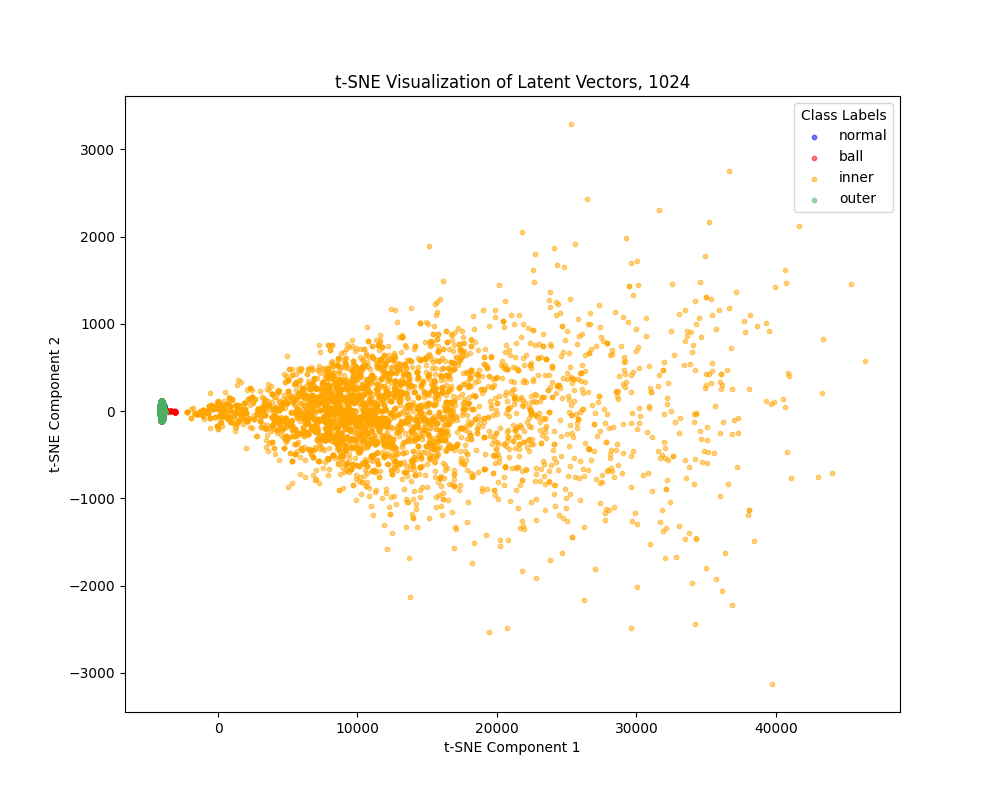 t-SNE Visualization of Latent Vectors, 1024
Class Labels
normal
ball
inner
outer
3000
2000
1000
0
−1000
−2000
−3000
t-SNE Component 2
0
10000
20000
30000
40000
t-SNE Component 1